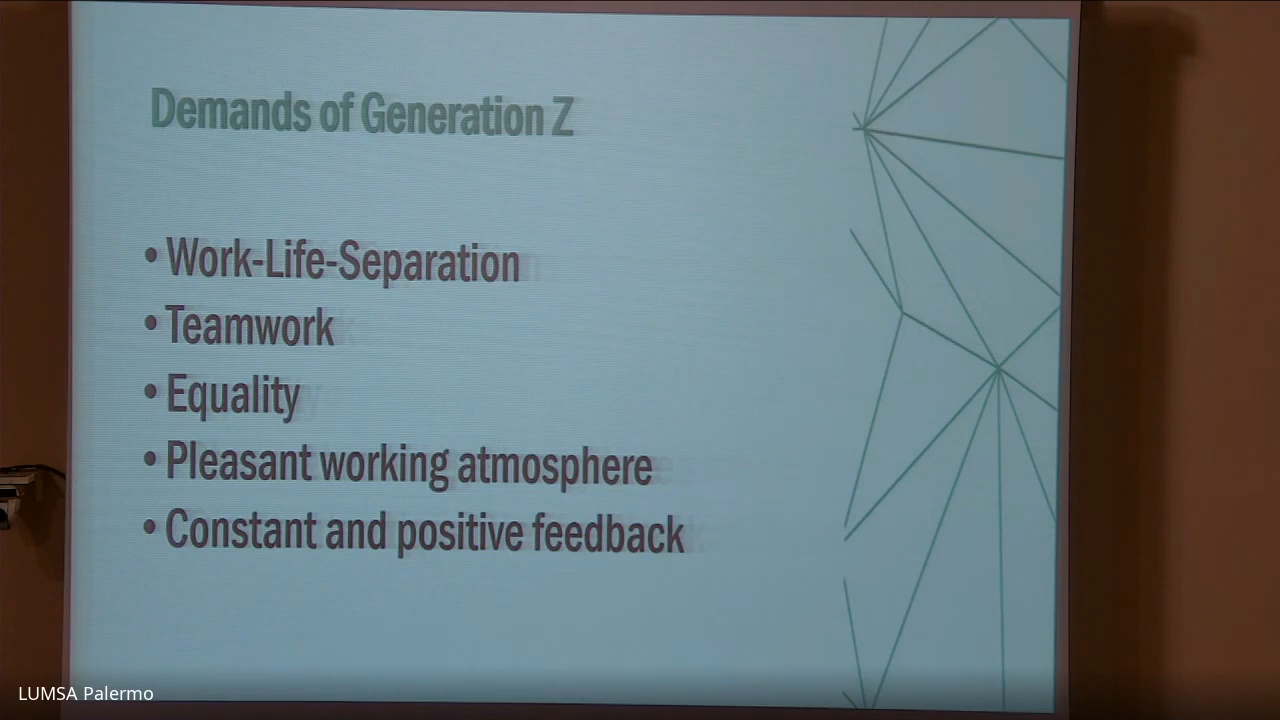 Demands of Generation Z
• Work-Life-Separation
• Teamwork
• Equality
• Pleasant working atmosphere
• Constant and positive feedback
LUMSA Palermo